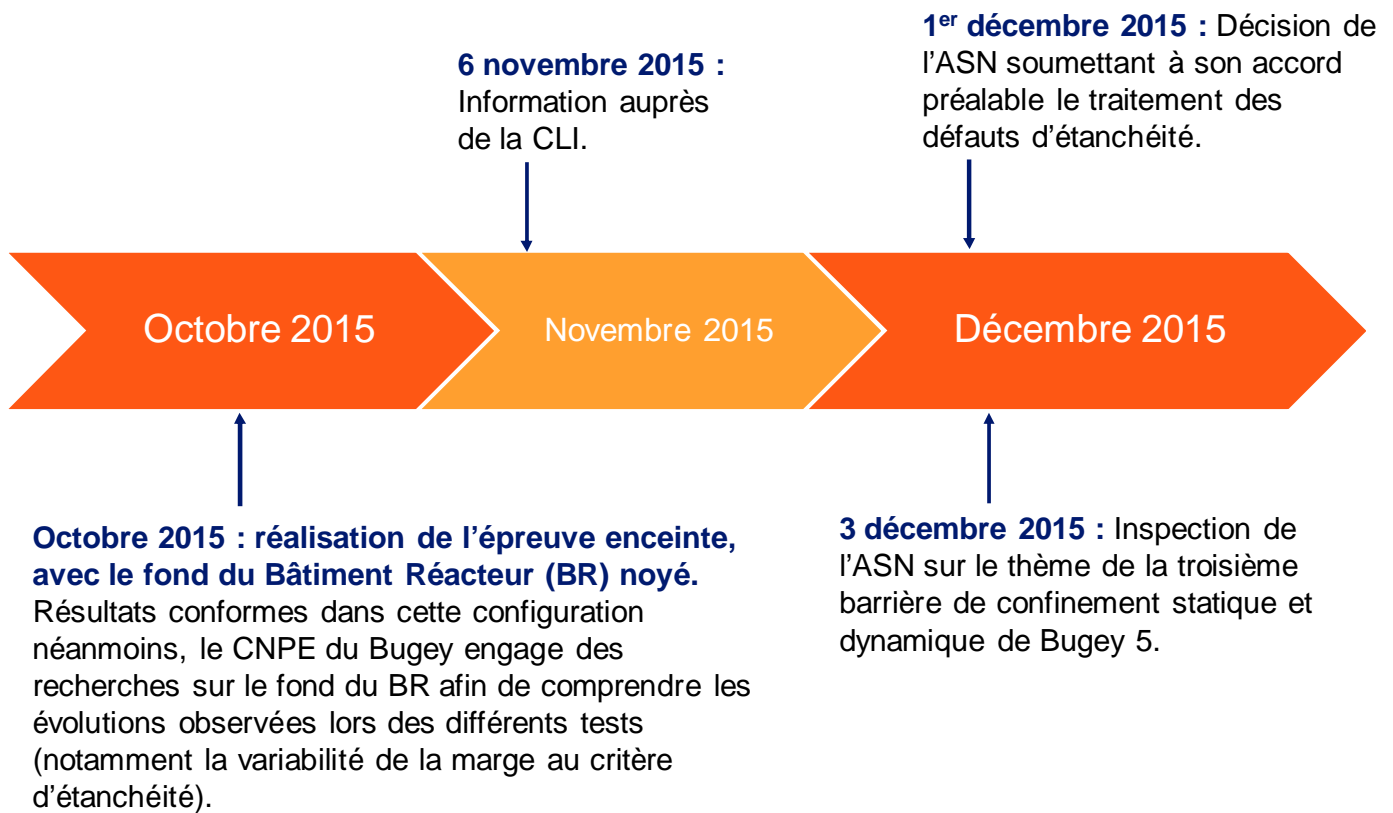 6 novembre 2015 :
Information auprès
de la CLI.
1er décembre 2015 : Décision de
l’ASN soumettant à son accord
préalable le traitement des
défauts d’étanchéité.
Octobre 2015
Novembre 2015
Décembre 2015
Octobre 2015 : réalisation de l’épreuve enceinte,
avec le fond du Bâtiment Réacteur (BR) noyé.
Résultats conformes dans cette configuration
néanmoins, le CNPE du Bugey engage des
recherches sur le fond du BR afin de comprendre les
évolutions observées lors des différents tests
(notamment la variabilité de la marge au critère
d’étanchéité).
3 décembre 2015 : Inspection de
l’ASN sur le thème de la troisième
barrière de confinement statique et
dynamique de Bugey 5.